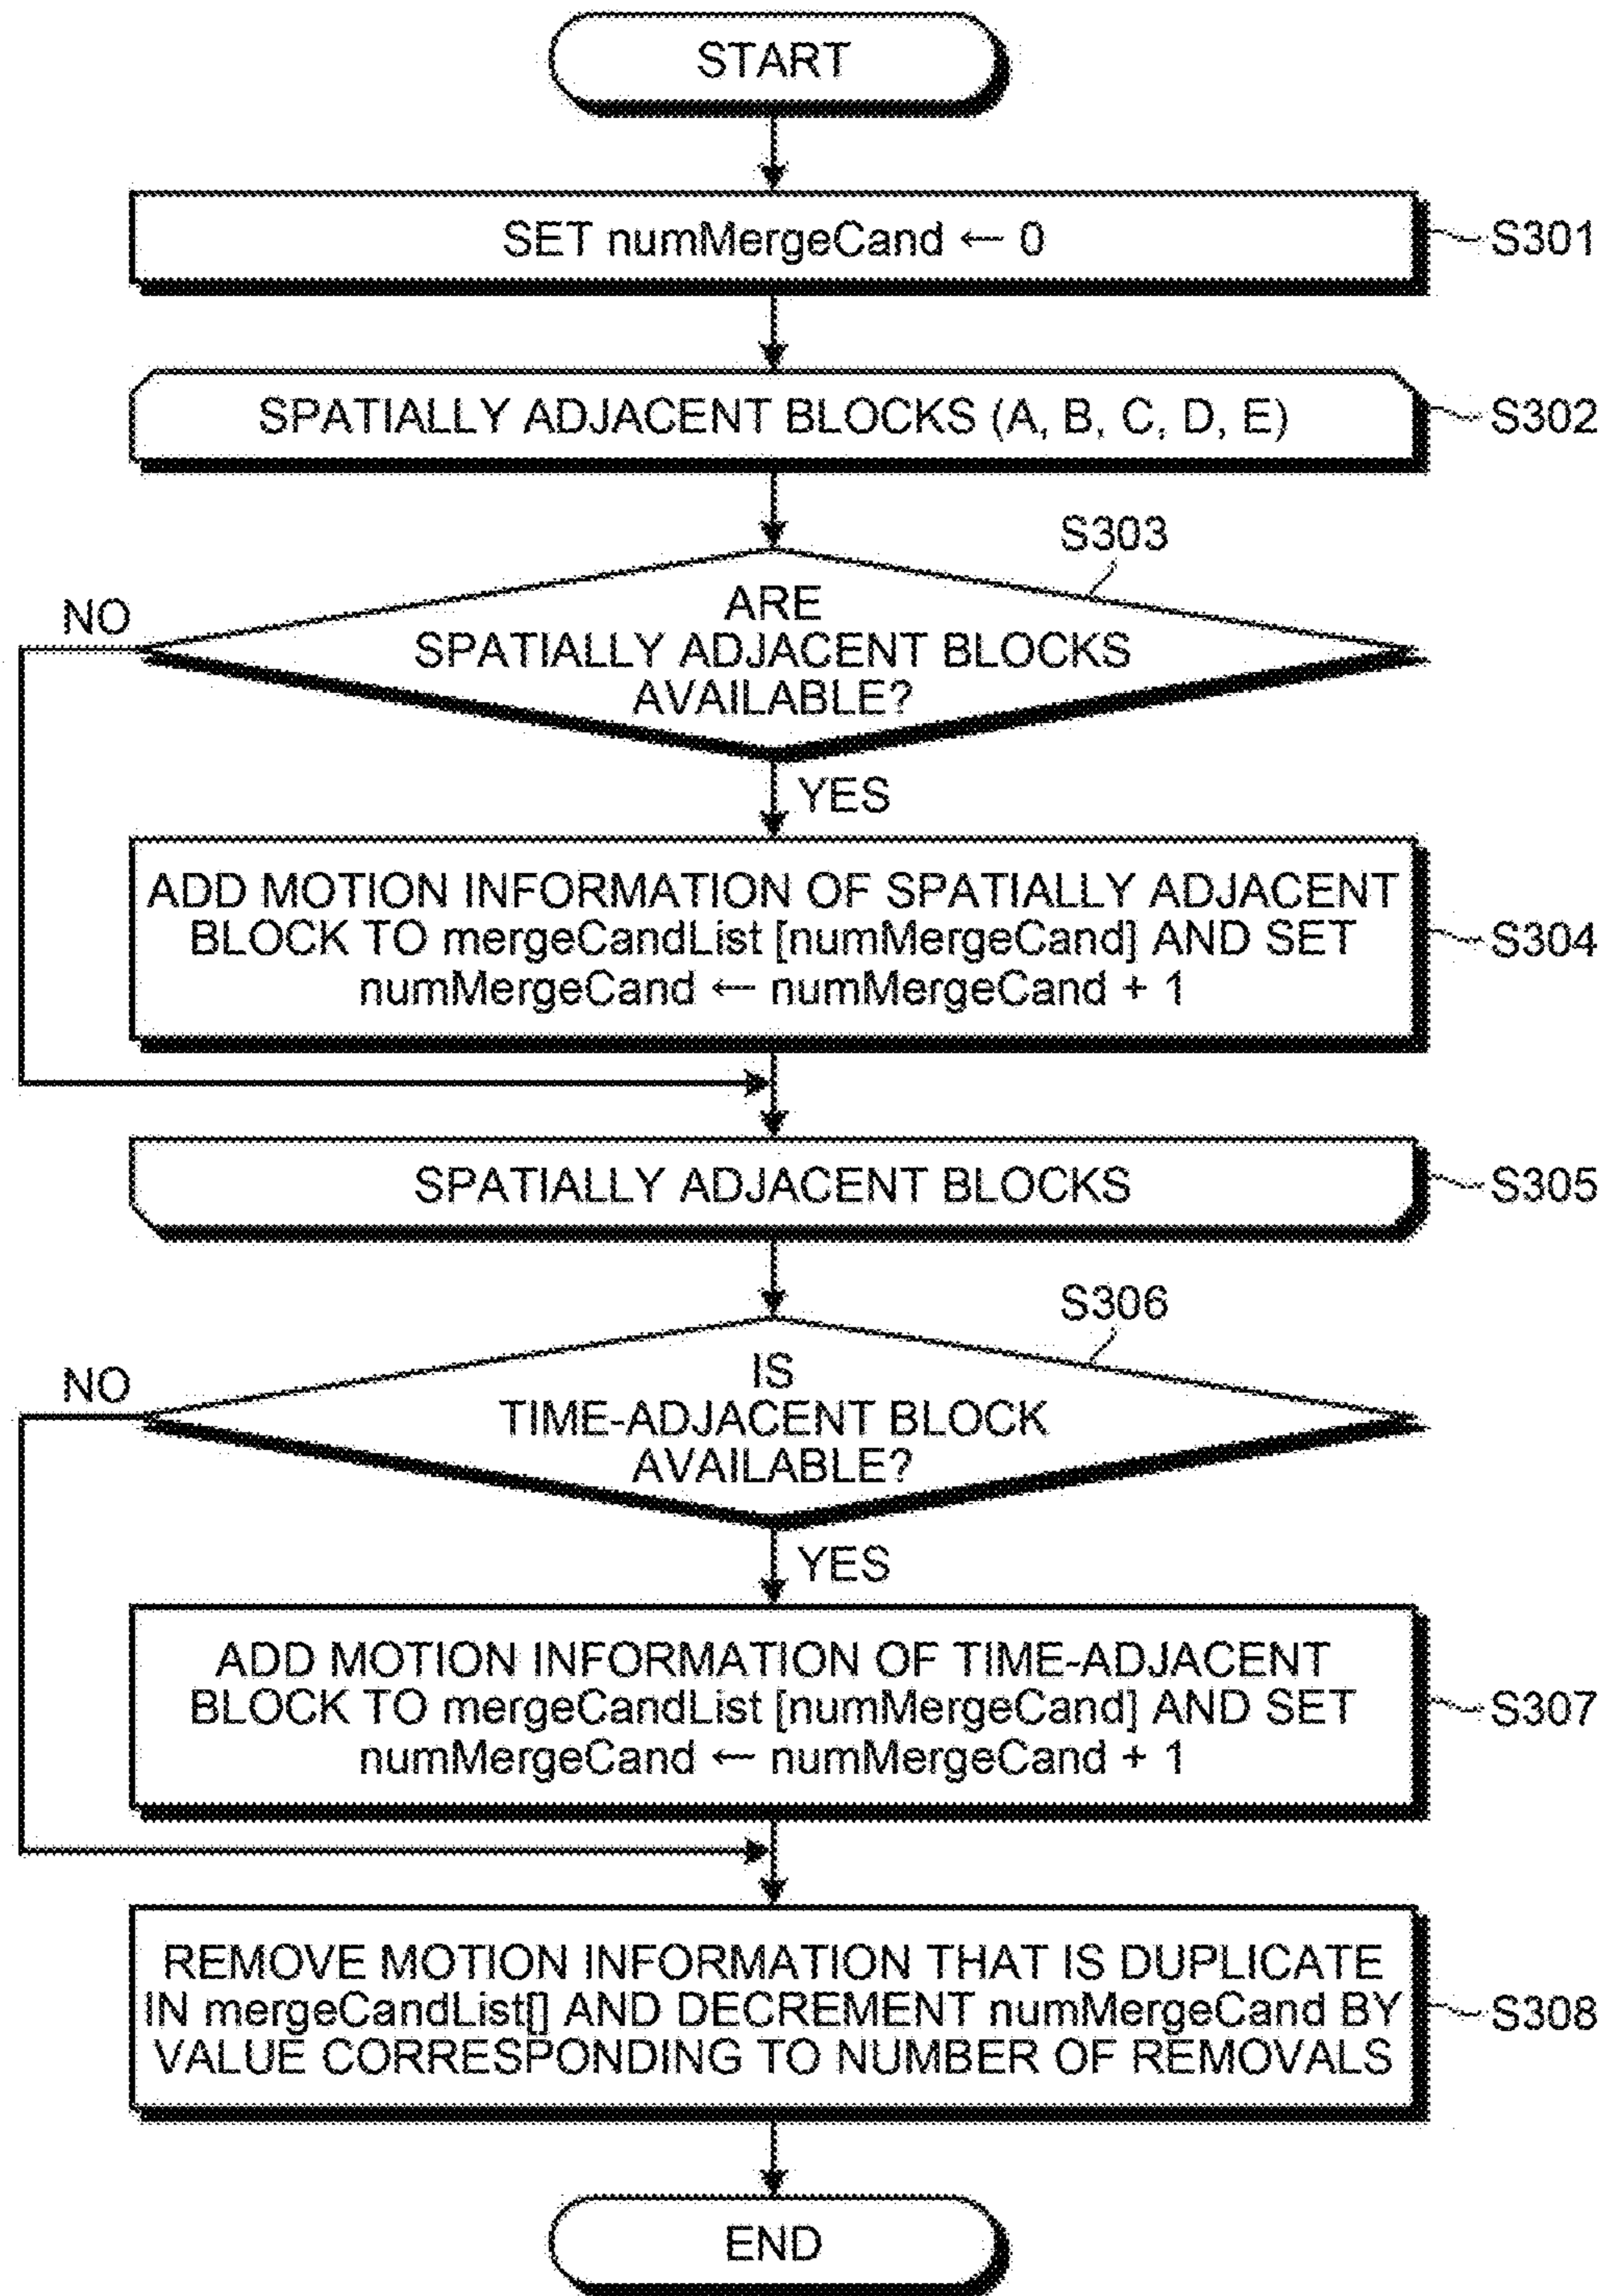 START
SET numMergeCand ← 0
S301
SPATIALLY ADJACENT BLOCKS (A, B, C, D, E)
S302
S303
NO
ARE
SPATIALLY ADJACENT BLOCKS
AVAILABLE?
YES
ADD MOTION INFORMATION OF SPATIALLY ADJACENT
BLOCK TO mergeCandList [numMergeCand] AND SET
numMergeCand ← numMergeCand + 1
S304
SPATIALLY ADJACENT BLOCKS
S305
S306
NO
IS
TIME-ADJACENT BLOCK
AVAILABLE?
YES
ADD MOTION INFORMATION OF TIME-ADJACENT
BLOCK TO mergeCandList [numMergeCand] AND SET
numMergeCand ← numMergeCand + 1
S307
REMOVE MOTION INFORMATION THAT IS DUPLICATE
IN mergeCandList[] AND DECREMENT numMergeCand BY
VALUE CORRESPONDING TO NUMBER OF REMOVALS
S308
END